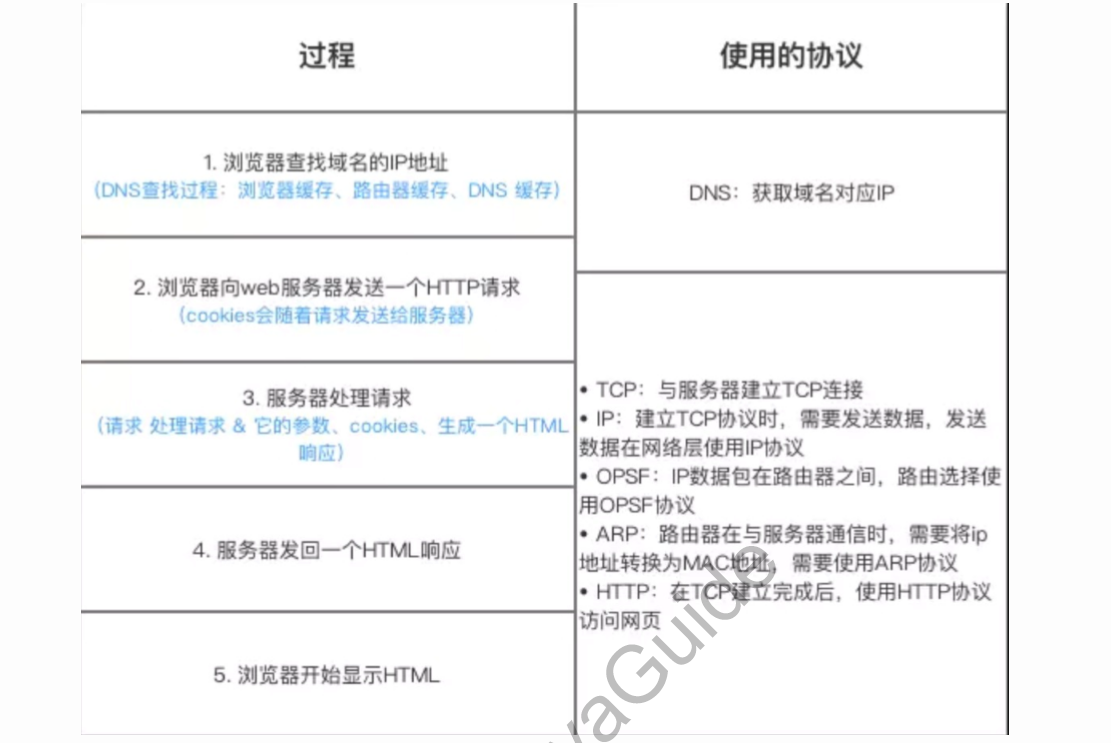 过程
使用的协议
1. 浏览器查找域名的IP地址
（DNS查找过程：浏览器缓存、路由器缓存、DNS 缓存）
DNS：获取域名对应IP
2. 浏览器向web服务器发送一个HTTP请求
（cookies会随着请求发送给服务器）
3. 服务器处理请求
（请求 处理请求 & 它的参数、cookies、生成一个HTML
响应）
4. 服务器发回一个HTML响应
5. 浏览器开始显示HTML
• TCP：与服务器建立TCP连接
• IP：建立TCP协议时，需要发送数据，发送
数据在网络层使用IP协议
• OPSF：IP数据包在路由器之间，路由选择使
用OPSF协议
• ARP：路由器在与服务器通信时，需要将ip
地址转换为MAC地址，需要使用ARP协议
• HTTP：在TCP建立完成后，使用HTTP协议
访问网页
vaGuide